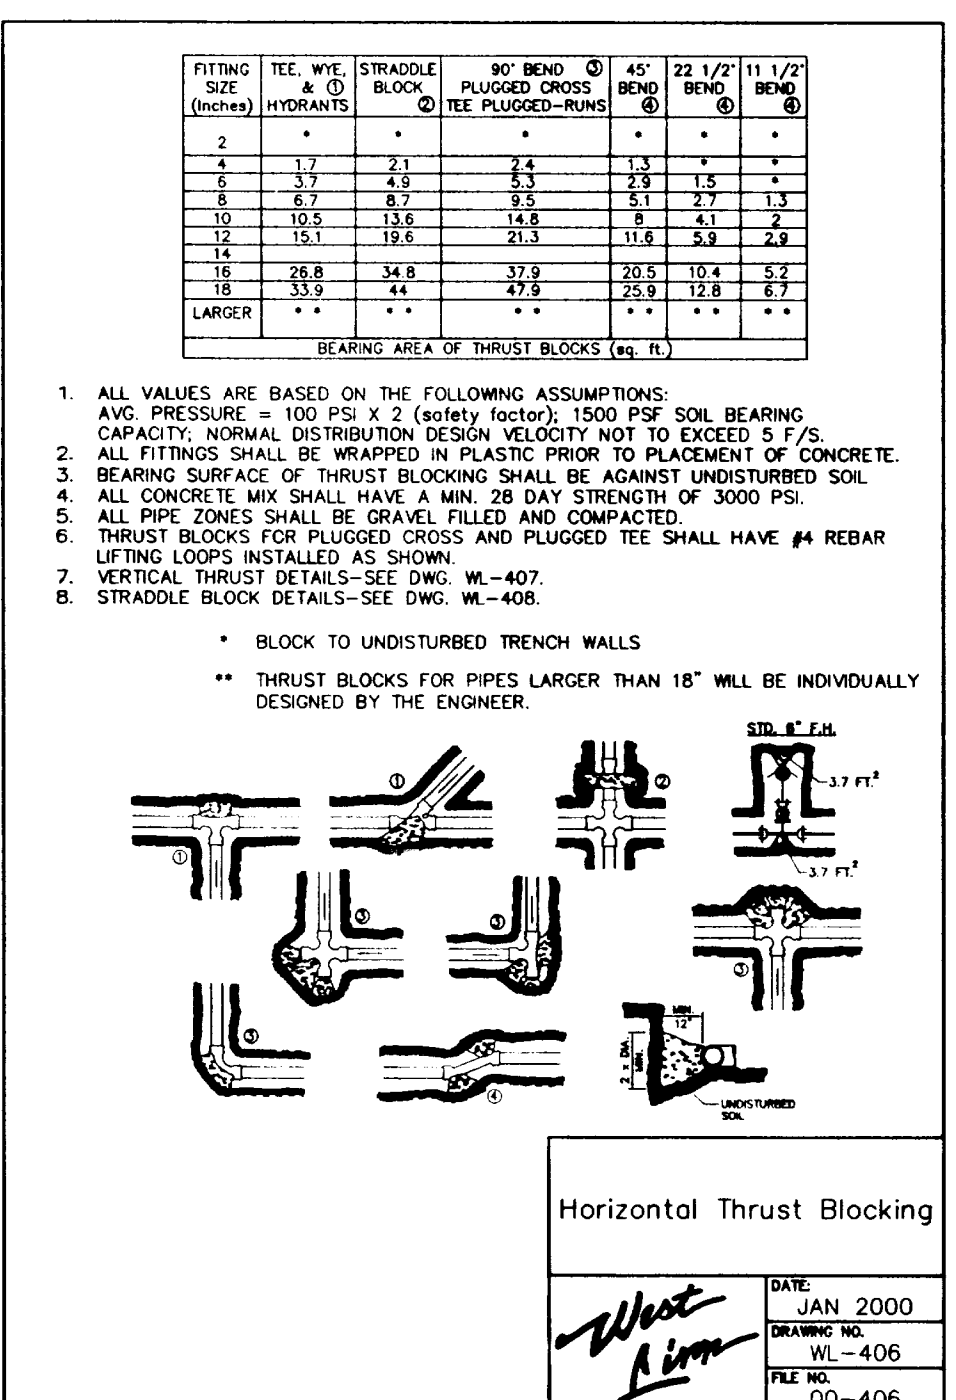 FITTING SIZE (Inches) TEE, WYE, & ① HYDRANTS STRADDLE BLOCK ② 90° BEND ③ PLUGGED CROSS TEE PLUGGED-RUNS 45° BEND ④ 22 1/2° BEND ④ 11 1/2° BEND ④
2 * * * * * *
4 1.7 2.1 2.4 1.3 * *
6 3.7 4.9 5.3 2.9 1.5 *
8 6.7 8.7 9.5 5.1 2.7 1.3
10 10.5 13.6 14.8 8 4.1 2
12 15.1 19.6 21.3 11.6 5.9 2.9
14
16 26.8 34.8 37.9 20.5 10.4 5.2
18 33.9 44 47.9 25.9 12.8 6.7
LARGER * * * * * * * * * * * *
BEARING AREA OF THRUST BLOCKS (sq. ft.)
1. ALL VALUES ARE BASED ON THE FOLLOWING ASSUMPTIONS:
AVG. PRESSURE = 100 PSI X 2 (safety factor); 1500 PSF SOIL BEARING
CAPACITY; NORMAL DISTRIBUTION DESIGN VELOCITY NOT TO EXCEED 5 F/S.
2. ALL FITTINGS SHALL BE WRAPPED IN PLASTIC PRIOR TO PLACEMENT OF CONCRETE.
3. BEARING SURFACE OF THRUST BLOCKING SHALL BE AGAINST UNDISTURBED SOIL
4. ALL CONCRETE MIX SHALL HAVE A MIN. 28 DAY STRENGTH OF 3000 PSI.
5. ALL PIPE ZONES SHALL BE GRAVEL FILLED AND COMPACTED.
6. THRUST BLOCKS FOR PLUGGED CROSS AND PLUGGED TEE SHALL HAVE #4 REBAR
LIFTING LOOPS INSTALLED AS SHOWN.
7. VERTICAL THRUST DETAILS-SEE DWG. WL-407.
8. STRADDLE BLOCK DETAILS-SEE DWG. WL-408.
* BLOCK TO UNDISTURBED TRENCH WALLS
** THRUST BLOCKS FOR PIPES LARGER THAN 18" WILL BE INDIVIDUALLY
DESIGNED BY THE ENGINEER.
STD. 6" F.H.
①
②
3.7 FT.²
①
3.7 FT.²
③
③
③
③
MIN.
12"
2 x DIA.
MIN.
④
UNDISTURBED
SOIL
Horizontal Thrust Blocking
West
Linn
DATE:
JAN 2000
DRAWING NO.
WL-406
FILE NO.
00-406